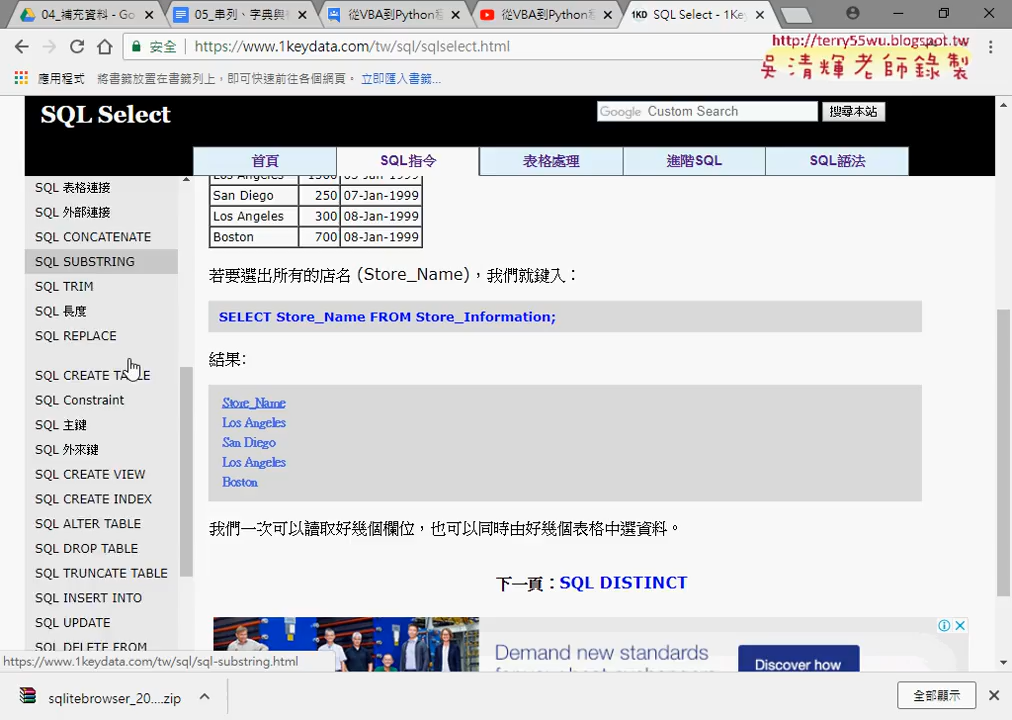 04_補充資料 - Go
05_串列、字典與
從VBA到Python程
從VBA到Python
SQL Select - 1Ke
安全
https://www.1keydata.com/tw/sql/sqlselect.html
http://terry55wu.blogspot.tw
吳清輝老師錄製
應用程式
將書籤放置在書籤列上，即可快速前往各個網頁。
立即匯入書籤...
SQL Select
Google Custom Search
搜尋本站
首頁
SQL指令
表格處理
進階SQL
SQL語法
SQL 表格連接
SQL 外部連接
SQL CONCATENATE
SQL SUBSTRING
SQL TRIM
SQL 長度
SQL REPLACE
SQL CREATE TABLE
SQL Constraint
SQL 主鍵
SQL 外來鍵
SQL CREATE VIEW
SQL CREATE INDEX
SQL ALTER TABLE
SQL DROP TABLE
SQL TRUNCATE TABLE
SQL INSERT INTO
SQL UPDATE
SQL DELETE FROM
Los Angeles 1500 05-Jan-1999
San Diego 250 07-Jan-1999
Los Angeles 300 08-Jan-1999
Boston 700 08-Jan-1999
若要選出所有的店名 (Store_Name)，我們就鍵入：
SELECT Store_Name FROM Store_Information;
結果:
Store_Name
Los Angeles
San Diego
Los Angeles
Boston
我們一次可以讀取好幾個欄位，也可以同時由好幾個表格中選資料。
下一頁：SQL DISTINCT
Demand new standards
Discover how
https://www.1keydata.com/tw/sql/sql-substring.html
sqlitebrowser_20....zip
全部顯示